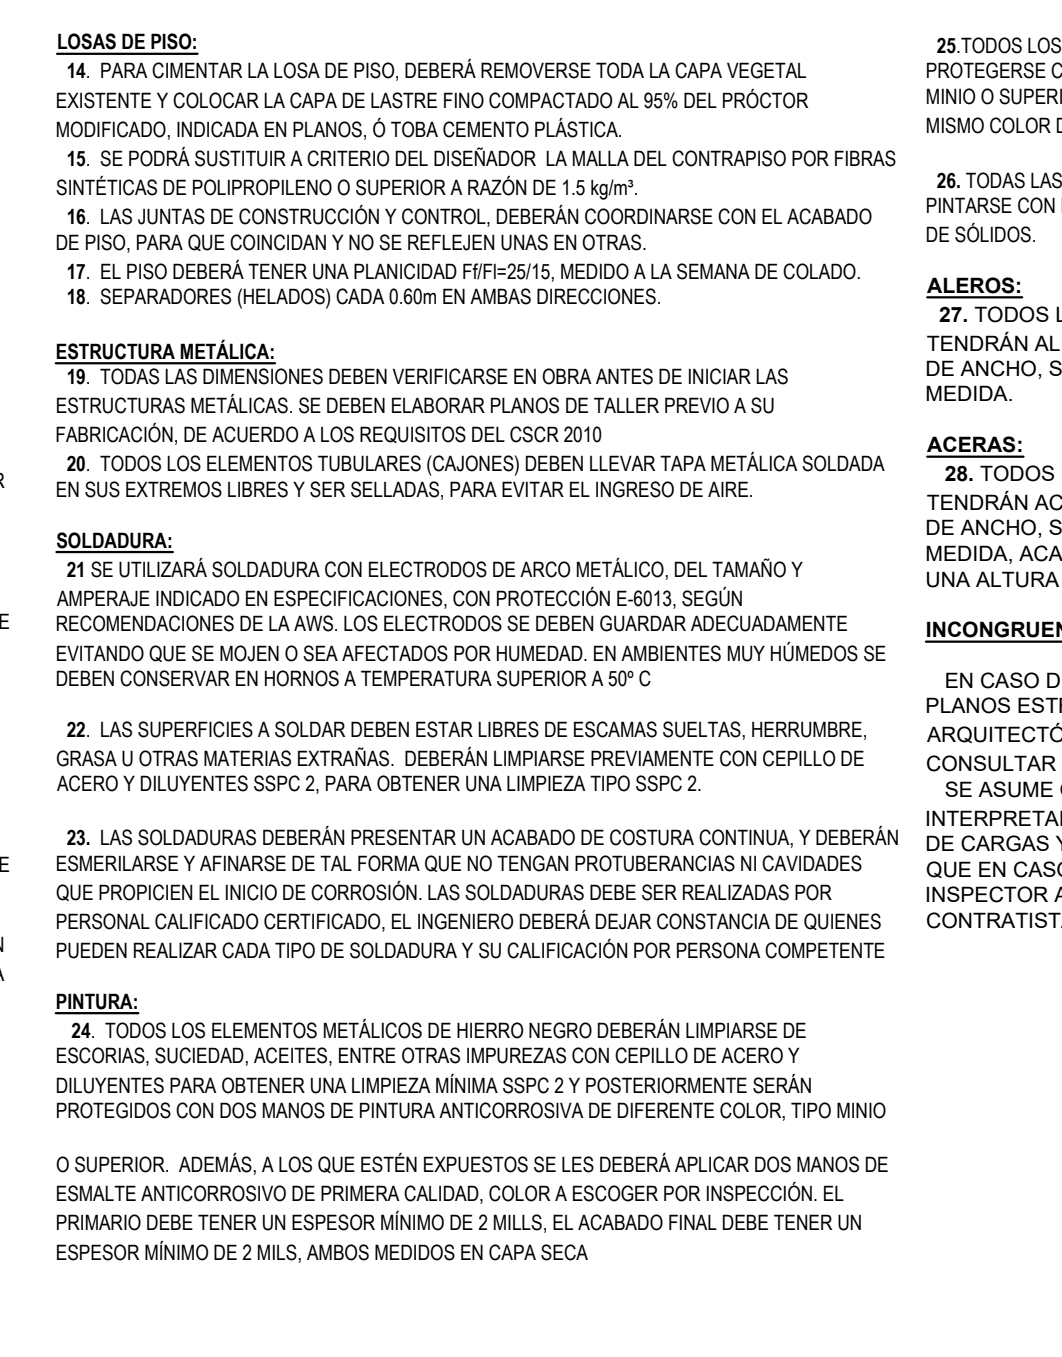 LOSAS DE PISO:
14. PARA CIMENTAR LA LOSA DE PISO, DEBERÁ REMOVERSE TODA LA CAPA VEGETAL
EXISTENTE Y COLOCAR LA CAPA DE LASTRE FINO COMPACTADO AL 95% DEL PRÓCTOR
MODIFICADO, INDICADA EN PLANOS, Ó TOBA CEMENTO PLÁSTICA.
15. SE PODRÁ SUSTITUIR A CRITERIO DEL DISEÑADOR LA MALLA DEL CONTRAPISO POR FIBRAS
SINTÉTICAS DE POLIPROPILENO O SUPERIOR A RAZÓN DE 1.5 kg/m³.
16. LAS JUNTAS DE CONSTRUCCIÓN Y CONTROL, DEBERÁN COORDINARSE CON EL ACABADO
DE PISO, PARA QUE COINCIDAN Y NO SE REFLEJEN UNAS EN OTRAS.
17. EL PISO DEBERÁ TENER UNA PLANICIDAD Ff/Fl=25/15, MEDIDO A LA SEMANA DE COLADO.
18. SEPARADORES (HELADOS) CADA 0.60m EN AMBAS DIRECCIONES.
ESTRUCTURA METÁLICA:
19. TODAS LAS DIMENSIONES DEBEN VERIFICARSE EN OBRA ANTES DE INICIAR LAS
ESTRUCTURAS METÁLICAS. SE DEBEN ELABORAR PLANOS DE TALLER PREVIO A SU
FABRICACIÓN, DE ACUERDO A LOS REQUISITOS DEL CSCR 2010
20. TODOS LOS ELEMENTOS TUBULARES (CAJONES) DEBEN LLEVAR TAPA METÁLICA SOLDADA
EN SUS EXTREMOS LIBRES Y SER SELLADAS, PARA EVITAR EL INGRESO DE AIRE.
SOLDADURA:
21 SE UTILIZARÁ SOLDADURA CON ELECTRODOS DE ARCO METÁLICO, DEL TAMAÑO Y
AMPERAJE INDICADO EN ESPECIFICACIONES, CON PROTECCIÓN E-6013, SEGÚN
RECOMENDACIONES DE LA AWS. LOS ELECTRODOS SE DEBEN GUARDAR ADECUADAMENTE
EVITANDO QUE SE MOJEN O SEA AFECTADOS POR HUMEDAD. EN AMBIENTES MUY HÚMEDOS SE
DEBEN CONSERVAR EN HORNOS A TEMPERATURA SUPERIOR A 50º C
22. LAS SUPERFICIES A SOLDAR DEBEN ESTAR LIBRES DE ESCAMAS SUELTAS, HERRUMBRE,
GRASA U OTRAS MATERIAS EXTRAÑAS. DEBERÁN LIMPIARSE PREVIAMENTE CON CEPILLO DE
ACERO Y DILUYENTES SSPC 2, PARA OBTENER UNA LIMPIEZA TIPO SSPC 2.
23. LAS SOLDADURAS DEBERÁN PRESENTAR UN ACABADO DE COSTURA CONTINUA, Y DEBERÁN
ESMERILARSE Y AFINARSE DE TAL FORMA QUE NO TENGAN PROTUBERANCIAS NI CAVIDADES
QUE PROPICIEN EL INICIO DE CORROSIÓN. LAS SOLDADURAS DEBE SER REALIZADAS POR
PERSONAL CALIFICADO CERTIFICADO, EL INGENIERO DEBERÁ DEJAR CONSTANCIA DE QUIENES
PUEDEN REALIZAR CADA TIPO DE SOLDADURA Y SU CALIFICACIÓN POR PERSONA COMPETENTE
PINTURA:
24. TODOS LOS ELEMENTOS METÁLICOS DE HIERRO NEGRO DEBERÁN LIMPIARSE DE
ESCORIAS, SUCIEDAD, ACEITES, ENTRE OTRAS IMPUREZAS CON CEPILLO DE ACERO Y
DILUYENTES PARA OBTENER UNA LIMPIEZA MÍNIMA SSPC 2 Y POSTERIORMENTE SERÁN
PROTEGIDOS CON DOS MANOS DE PINTURA ANTICORROSIVA DE DIFERENTE COLOR, TIPO MINIO
O SUPERIOR. ADEMÁS, A LOS QUE ESTÉN EXPUESTOS SE LES DEBERÁ APLICAR DOS MANOS DE
ESMALTE ANTICORROSIVO DE PRIMERA CALIDAD, COLOR A ESCOGER POR INSPECCIÓN. EL
PRIMARIO DEBE TENER UN ESPESOR MÍNIMO DE 2 MILLS, EL ACABADO FINAL DEBE TENER UN
ESPESOR MÍNIMO DE 2 MILS, AMBOS MEDIDOS EN CAPA SECA
25.TODOS LOS
PROTEGERSE
MINIO O
MISMO COLOR
26. TODAS LAS
PINTARSE CON
DE SÓLIDOS.
ALEROS:
27. TODOS
TENDRÁN
DE ANCHO,
MEDIDA.
ACERAS:
28. TODOS
TENDRÁN
DE ANCHO,
MEDIDA,
UNA ALTURA
EN CASO
PLANOS
CONSULTAR
SE ASUME
DE CARGAS
QUE EN
INSPECTOR